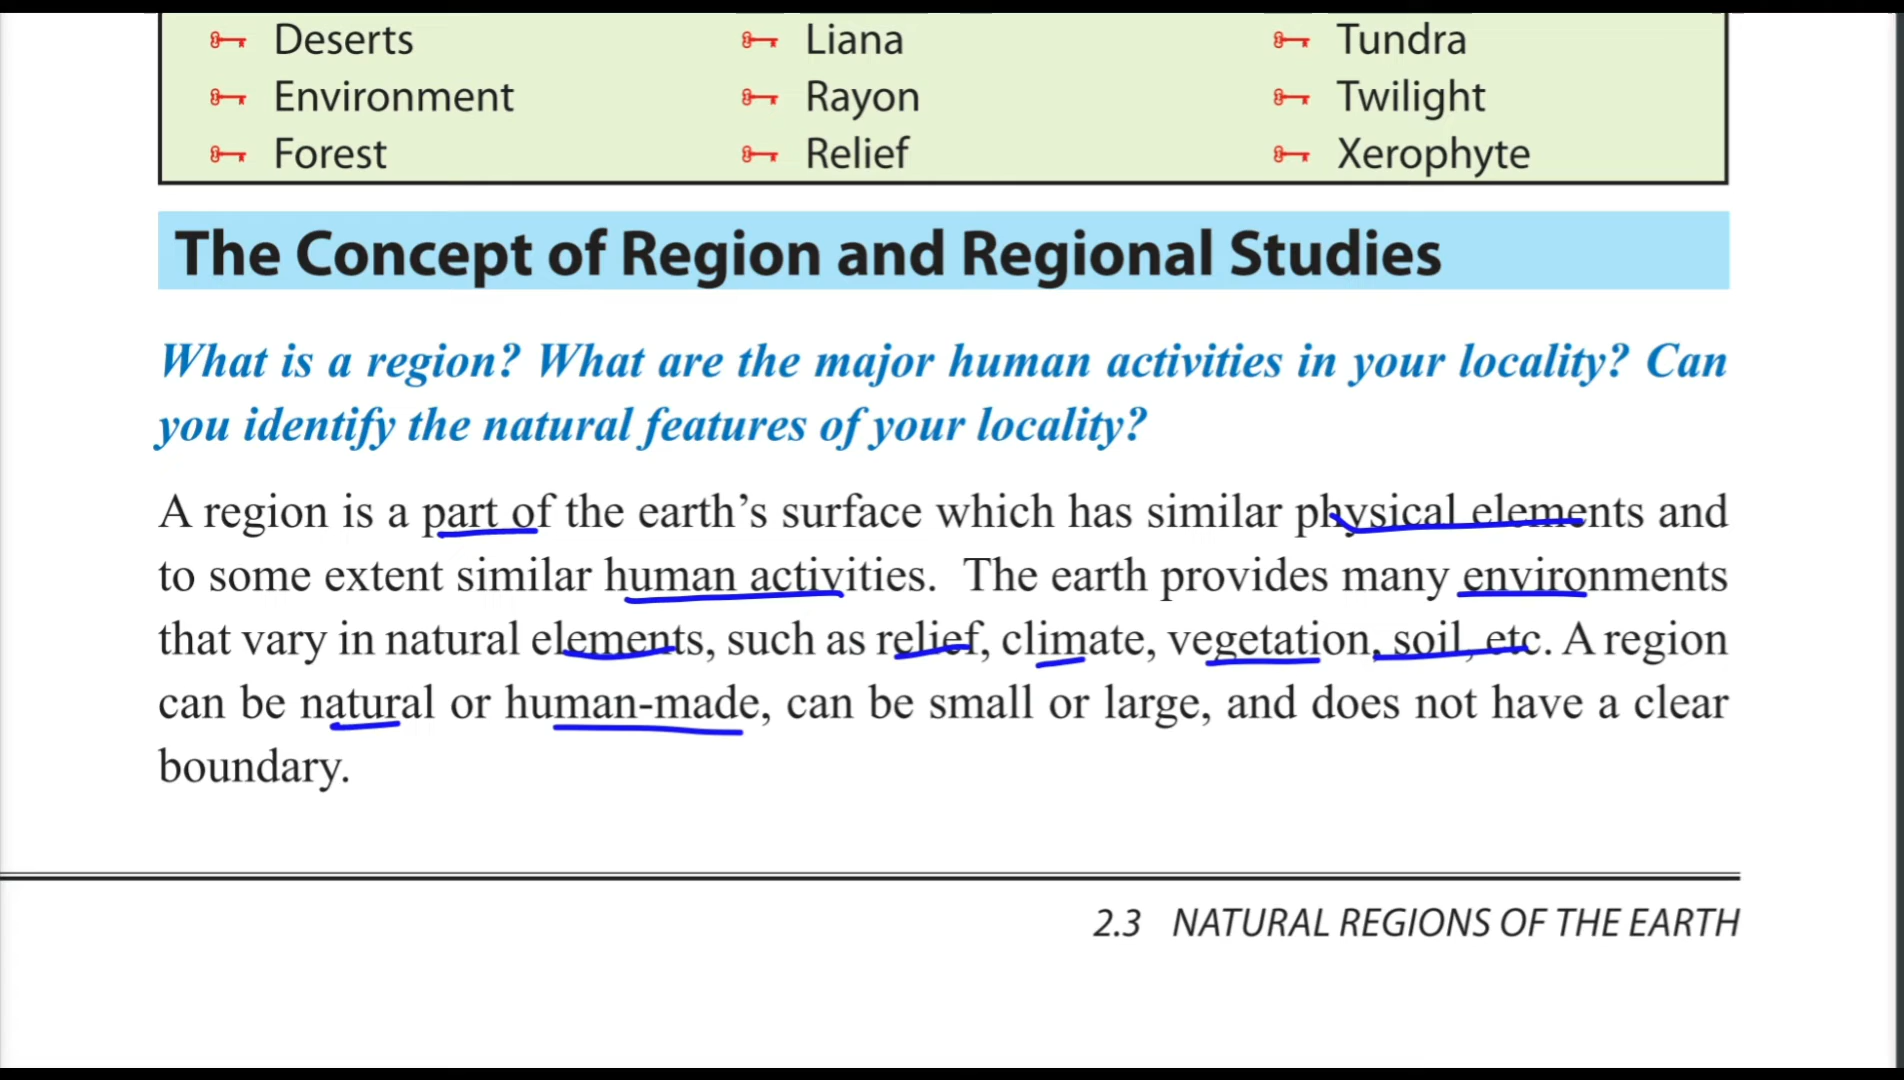 Deserts Liana Tundra
Environment Rayon Twilight
Forest Relief Xerophyte
The Concept of Region and Regional Studies
What is a region? What are the major human activities in your locality? Can
you identify the natural features of your locality?
A region is a part of the earth’s surface which has similar physical elements and
to some extent similar human activities. The earth provides many environments
that vary in natural elements, such as relief, climate, vegetation, soil, etc. A region
can be natural or human-made, can be small or large, and does not have a clear
boundary.
2.3 NATURAL REGIONS OF THE EARTH